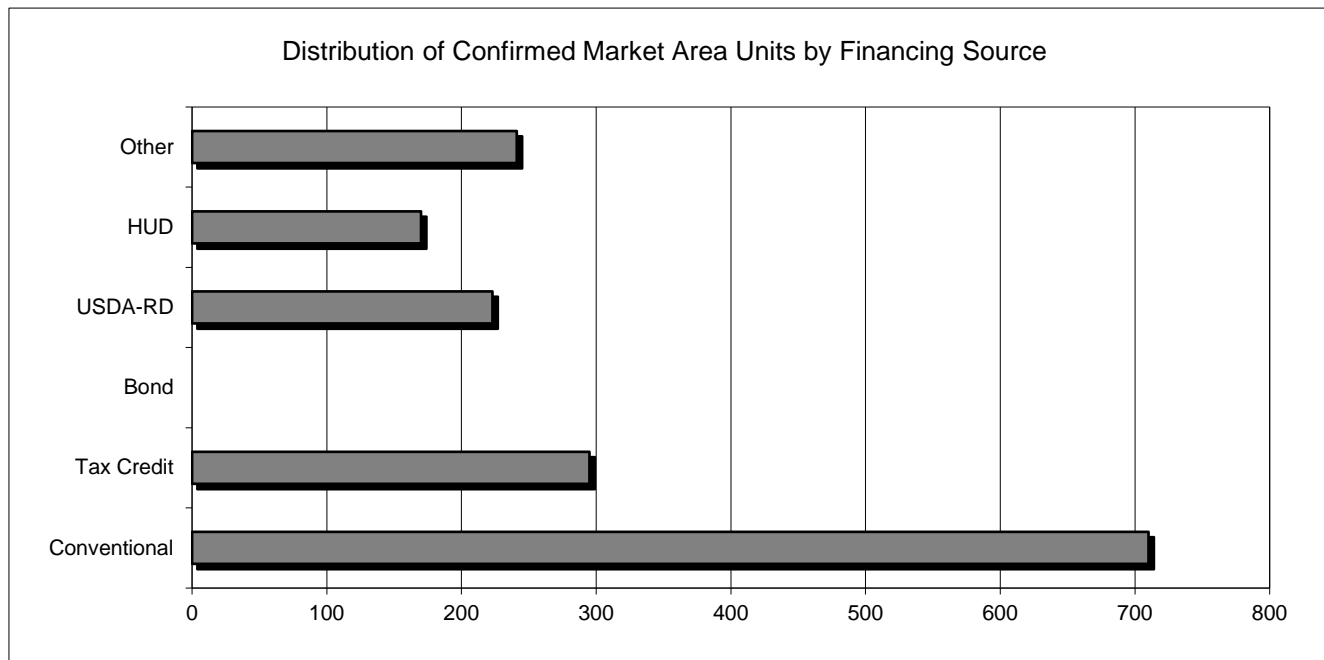 Distribution of Confirmed Market Area Units by Financing Source
Other
HUD
USDA-RD
Bond
Tax Credit
Conventional
0 100 200 300 400 500 600 700 800